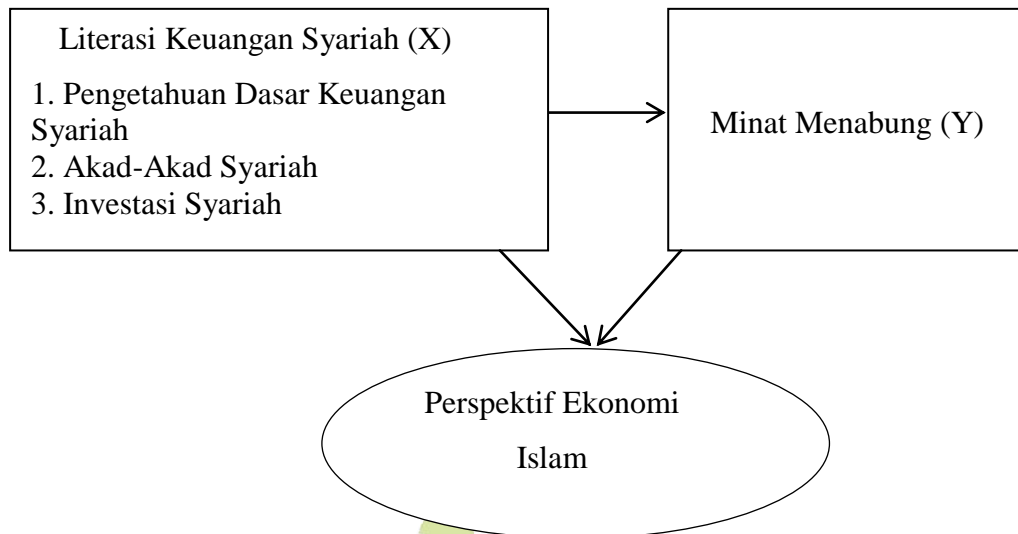 Literasi Keuangan Syariah (X)
1. Pengetahuan Dasar Keuangan
Syariah
2. Akad-Akad Syariah
3. Investasi Syariah
Minat Menabung (Y)
Perspektif Ekonomi
Islam